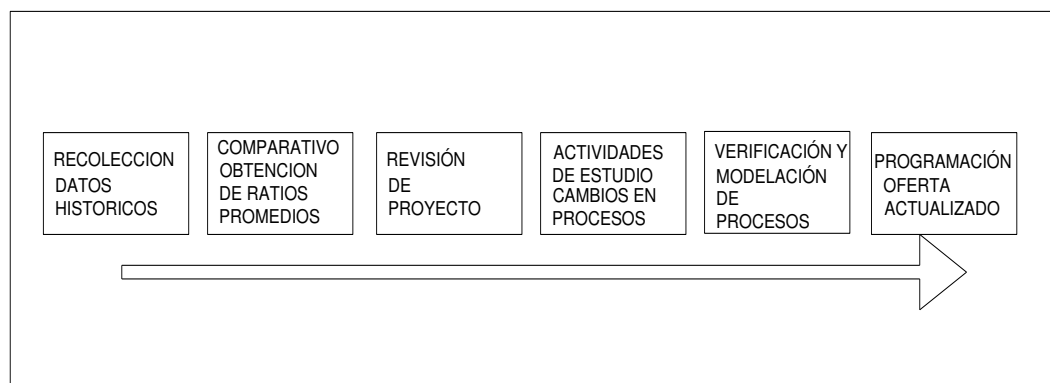 RECOLECCION
DATOS
HISTORICOS
COMPARATIVO
OBTENCION
DE RATIOS
PROMEDIOS
REVISIÓN
DE
PROYECTO
ACTIVIDADES
DE ESTUDIO
CAMBIOS EN
PROCESOS
VERIFICACIÓN Y
MODELACIÓN
DE
PROCESOS
PROGRAMACIÓN
OFERTA
ACTUALIZADO